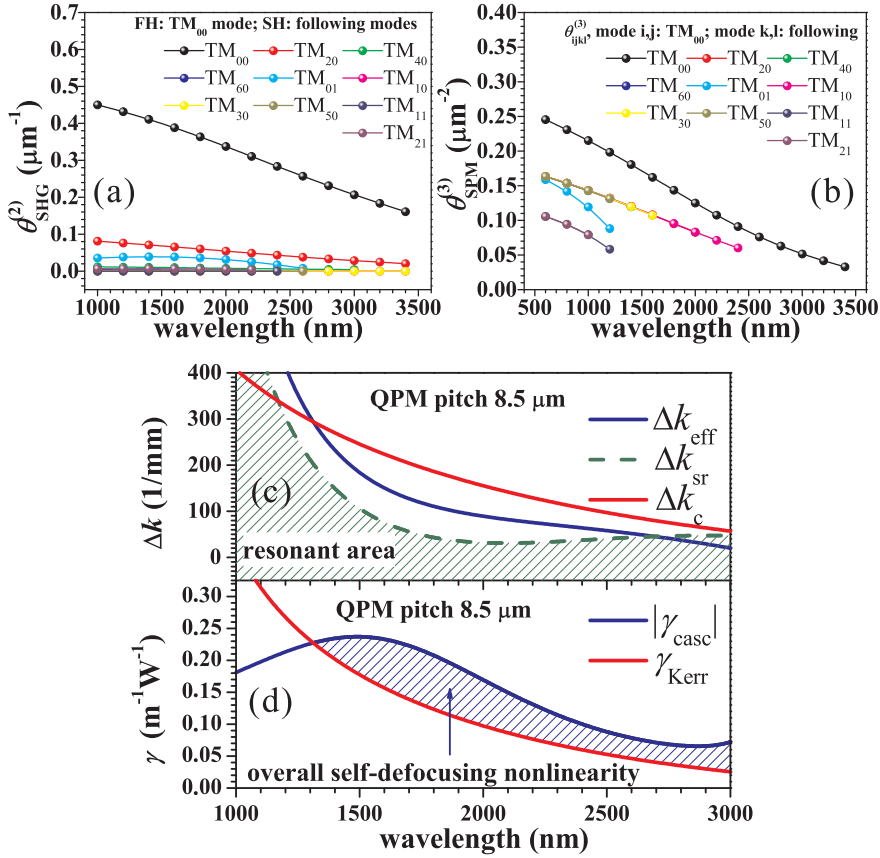 FH: TM₀₀ mode; SH: following modes
TM₀₀ TM₂₀ TM₄₀
TM₆₀ TM₀₁ TM₁₀
TM₃₀ TM₅₀ TM₁₁
TM₂₁
0.7
0.6
0.5
0.4
0.3
0.2
0.1
0.0
θ⁽²⁾SHG (μm⁻¹)
(a)
1000 1500 2000 2500 3000 3500
wavelength (nm)
θ⁽³⁾ijkl, mode i,j: TM₀₀; mode k,l: following
TM₀₀ TM₂₀ TM₄₀
TM₆₀ TM₀₁ TM₁₀
TM₃₀ TM₅₀ TM₁₁
TM₂₁
0.40
0.35
0.30
0.25
0.20
0.15
0.10
0.05
0.00
θ⁽³⁾SPM (μm⁻²)
(b)
500 1000 1500 2000 2500 3000 3500
wavelength (nm)
QPM pitch 8.5 μm
Δk_eff
Δk_sr
Δk_c
400
300
200
100
0
Δk (1/mm)
(c)
resonant area
QPM pitch 8.5 μm
|γ_casc|
γ_Kerr
0.30
0.25
0.20
0.15
0.10
0.05
0.00
γ (m⁻¹W⁻¹)
(d)
overall self-defocusing nonlinearity
1000 1500 2000 2500 3000
wavelength (nm)